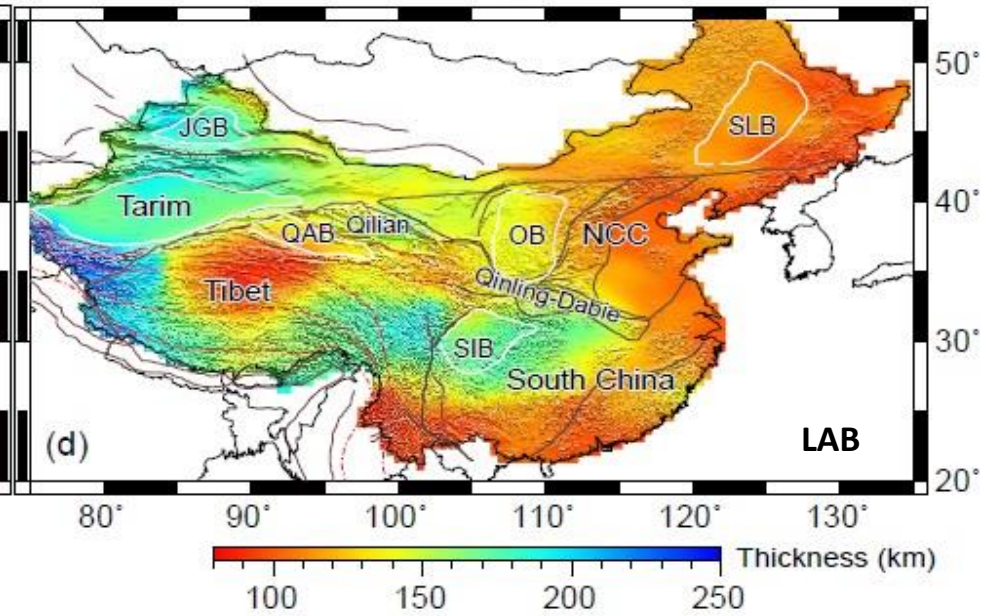 50°
JGB
SLB
Tarim
40°
QAB
Qilian
OB
NCC
Tibet
Qinling-Dabie
30°
SIB
South China
(d)
LAB
20°
80°
90°
100°
110°
120°
130°
Thickness (km)
100
150
200
250